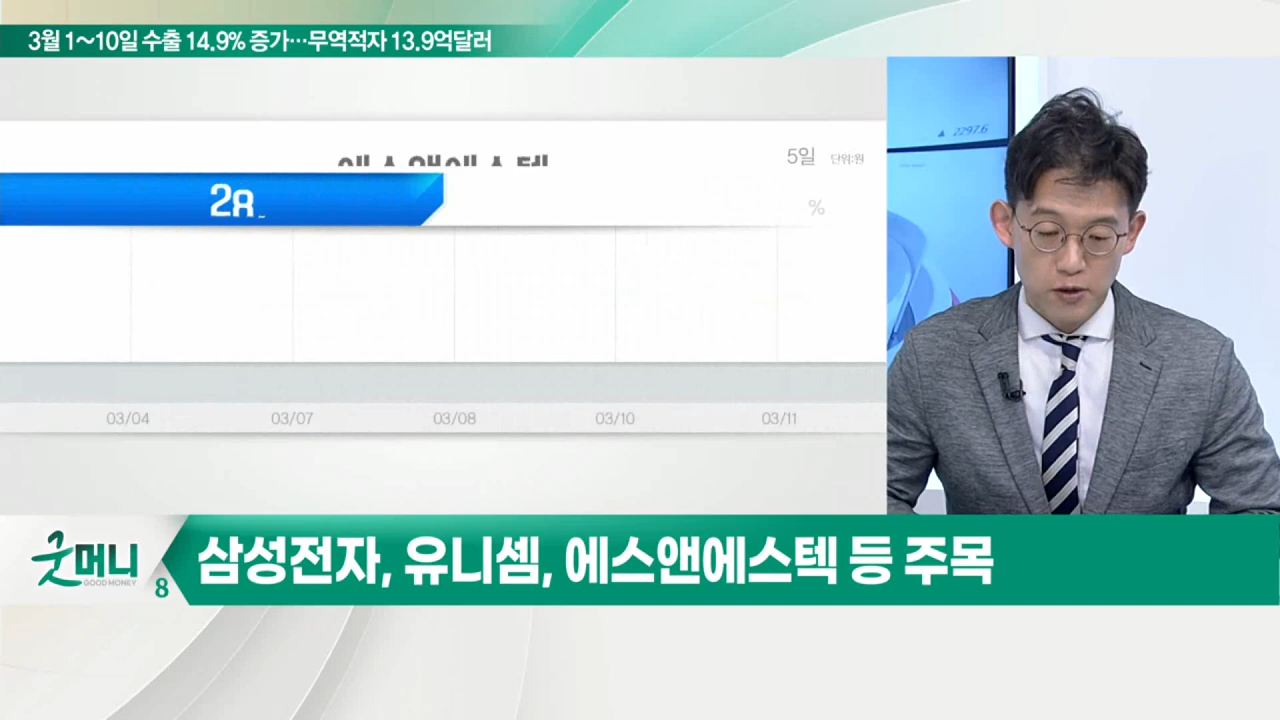 3월 1~10일 수출 14.9% 증가…무역적자 13.9억달러
▲ 2297.6
5일 단위:원
%
03/04 03/07 03/08 03/10 03/11
굿머니
GOOD MONEY
8
삼성전자, 유니셈, 에스앤에스텍 등 주목